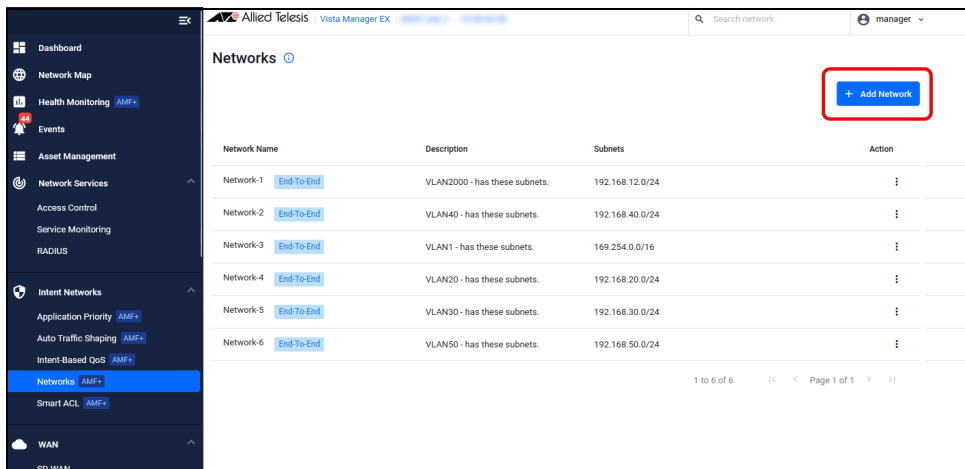 Allied Telesis Vista Manager EX
Search network
manager
Dashboard
Network Map
Health Monitoring AMF+
44
Events
Asset Management
Network Services
Access Control
Service Monitoring
RADIUS
Intent Networks
Application Priority AMF+
Auto Traffic Shaping AMF+
Intent-Based QoS AMF+
Networks AMF+
Smart ACL AMF+
WAN
SD WAN
Networks
+ Add Network
Network Name Description Subnets Action
Network-1 End-To-End VLAN2000 - has these subnets. 192.168.12.0/24
Network-2 End-To-End VLAN40 - has these subnets. 192.168.40.0/24
Network-3 End-To-End VLAN1 - has these subnets. 169.254.0.0/16
Network-4 End-To-End VLAN20 - has these subnets. 192.168.20.0/24
Network-5 End-To-End VLAN30 - has these subnets. 192.168.30.0/24
Network-6 End-To-End VLAN50 - has these subnets. 192.168.50.0/24
1 to 6 of 6 Page 1 of 1